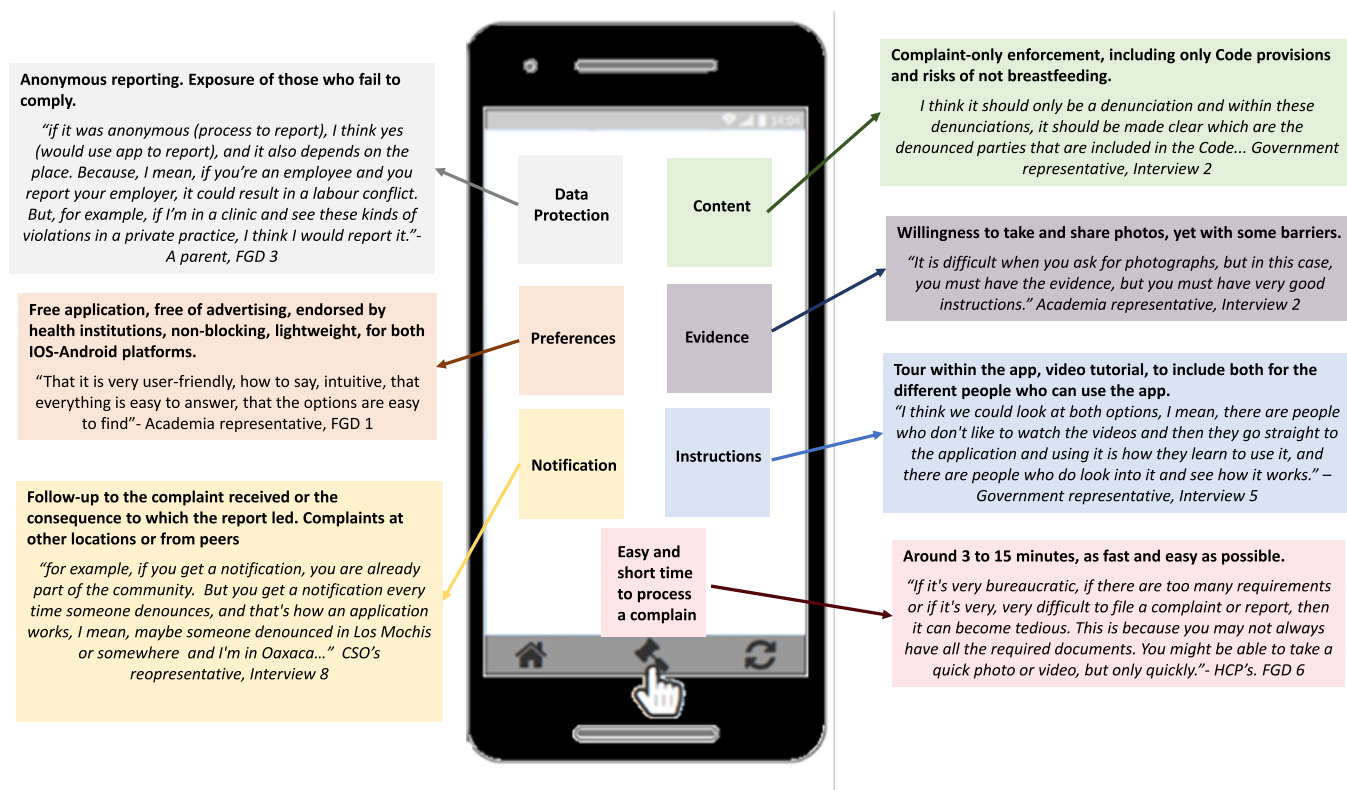 Anonymous reporting. Exposure of those who fail to
comply.
“if it was anonymous (process to report), I think yes
(would use app to report), and it also depends on the
place. Because, I mean, if you’re an employee and you
report your employer, it could result in a labour conflict.
But, for example, if I’m in a clinic and see these kinds of
violations in a private practice, I think I would report it.”-
A parent, FGD 3
Free application, free of advertising, endorsed by
health institutions, non-blocking, lightweight, for both
IOS-Android platforms.
“That it is very user-friendly, how to say, intuitive, that
everything is easy to answer, that the options are easy
to find”- Academia representative, FGD 1
Follow-up to the complaint received or the
consequence to which the report led. Complaints at
other locations or from peers
“for example, if you get a notification, you are already
part of the community.  But you get a notification every
time someone denounces, and that's how an application
works, I mean, maybe someone denounced in Los Mochis
or somewhere  and I'm in Oaxaca…”  CSO’s
reopresentative, Interview 8
14:04
Data
Protection
Content
Preferences
Evidence
Notification
Instructions
Easy and
short time
to process
a complain
Complaint-only enforcement, including only Code provisions
and risks of not breastfeeding.
I think it should only be a denunciation and within these
denunciations, it should be made clear which are the
denounced parties that are included in the Code... Government
representative, Interview 2
Willingness to take and share photos, yet with some barriers.
“It is difficult when you ask for photographs, but in this case,
you must have the evidence, but you must have very good
instructions.” Academia representative, Interview 2
Tour within the app, video tutorial, to include both for the
different people who can use the app.
“I think we could look at both options, I mean, there are people
who don't like to watch the videos and then they go straight to
the application and using it is how they learn to use it, and
there are people who do look into it and see how it works.” –
Government representative, Interview 5
Around 3 to 15 minutes, as fast and easy as possible.
“If it's very bureaucratic, if there are too many requirements
or if it's very, very difficult to file a complaint or report, then
it can become tedious. This is because you may not always
have all the required documents. You might be able to take a
quick photo or video, but only quickly.”- HCP’s. FGD 6